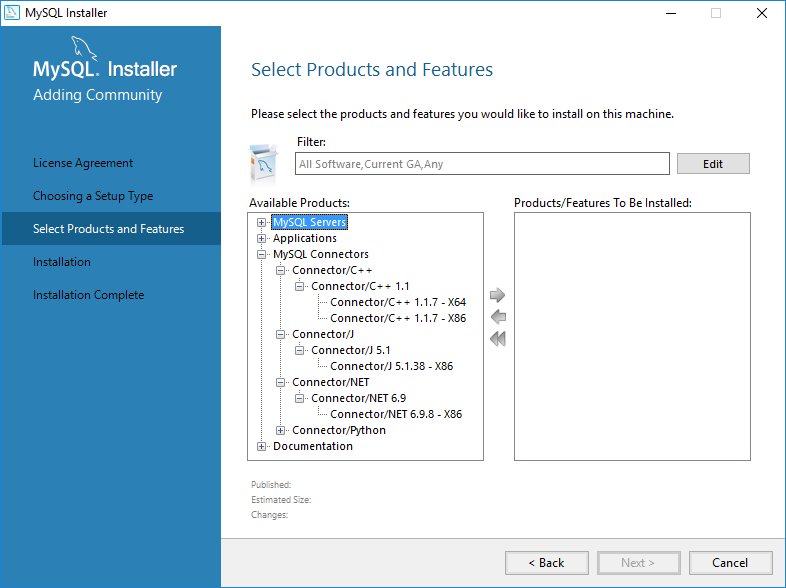 MySQL Installer
MySQL. Installer
Adding Community
License Agreement
Choosing a Setup Type
Select Products and Features
Installation
Installation Complete
Select Products and Features
Please select the products and features you would like to install on this machine.
Filter:
All Software,Current GA,Any
Edit
Available Products:
MySQL Servers
Applications
MySQL Connectors
Connector/C++
Connector/C++ 1.1
Connector/C++ 1.1.7 - X64
Connector/C++ 1.1.7 - X86
Connector/J
Connector/J 5.1
Connector/J 5.1.38 - X86
Connector/NET
Connector/NET 6.9
Connector/NET 6.9.8 - X86
Connector/Python
Documentation
Products/Features To Be Installed:
Published:
Estimated Size:
Changes:
< Back
Next >
Cancel